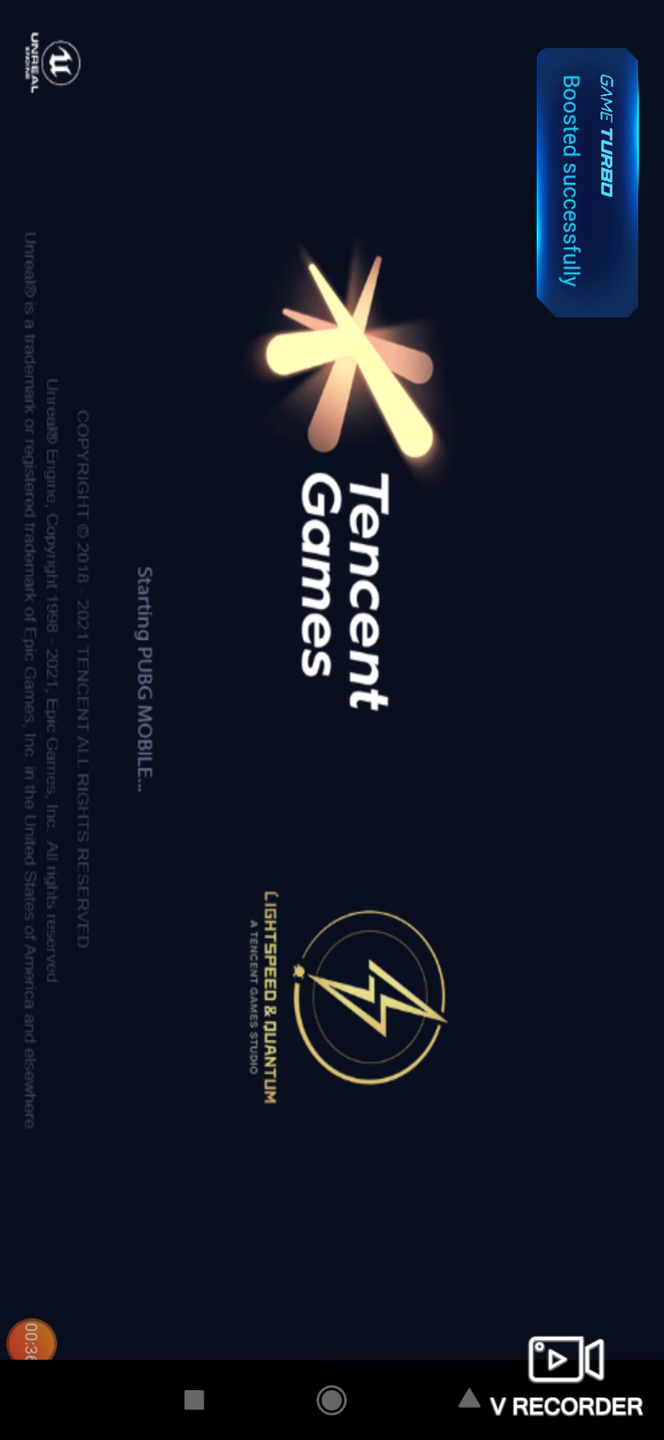 GAME TURBO
Boosted successfully
Tencent
Games
LIGHTSPEED & QUANTUM
A TENCENT GAMES STUDIO
Starting PUBG MOBILE...
COPYRIGHT © 2018 - 2021 TENCENT ALL RIGHTS RESERVED
Unreal® Engine, Copyright 1998 - 2021, Epic Games, Inc. All rights reserved
Unreal® is a trademark or registered trademark of Epic Games, Inc in the United States of America and elsewhere
UNREAL
ENGINE
V RECORDER